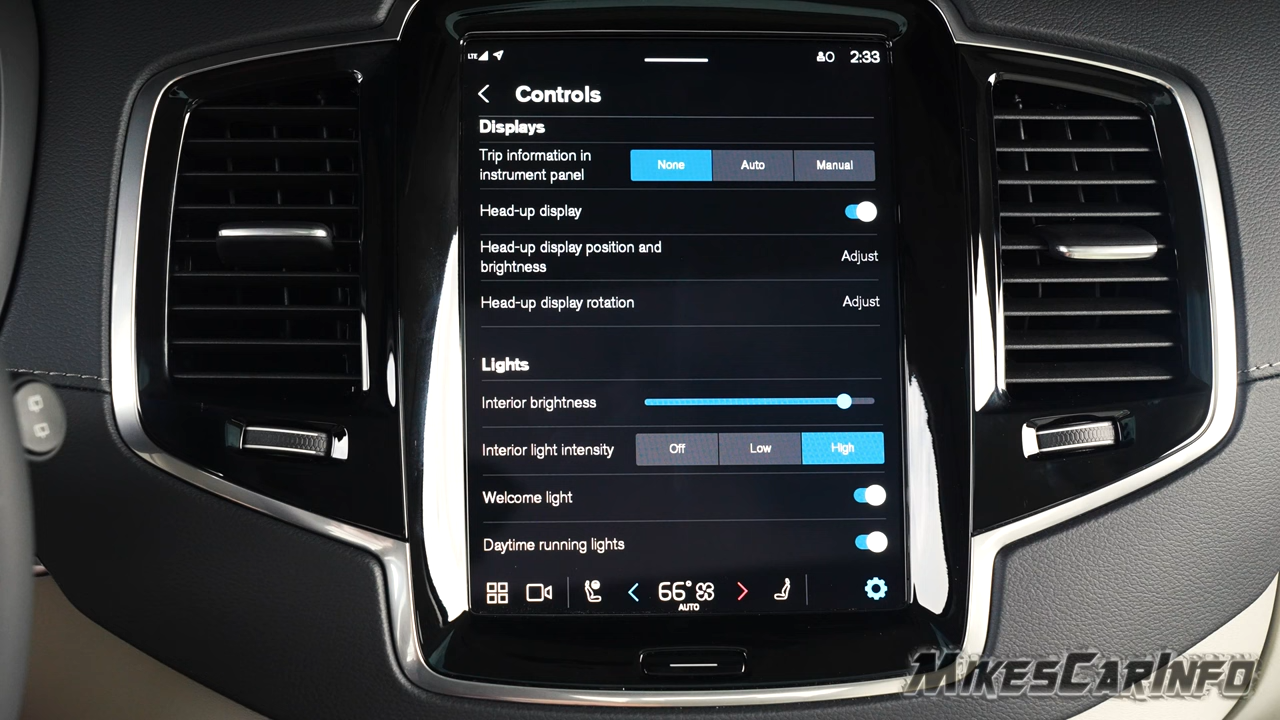 LTE 2:33
Controls
Displays
Trip information in
instrument panel
None Auto Manual
Head-up display
Head-up display position and
brightness
Adjust
Head-up display rotation Adjust
Lights
Interior brightness
Interior light intensity Off Low High
Welcome light
Daytime running lights
66°
AUTO
MIKESCARINFO